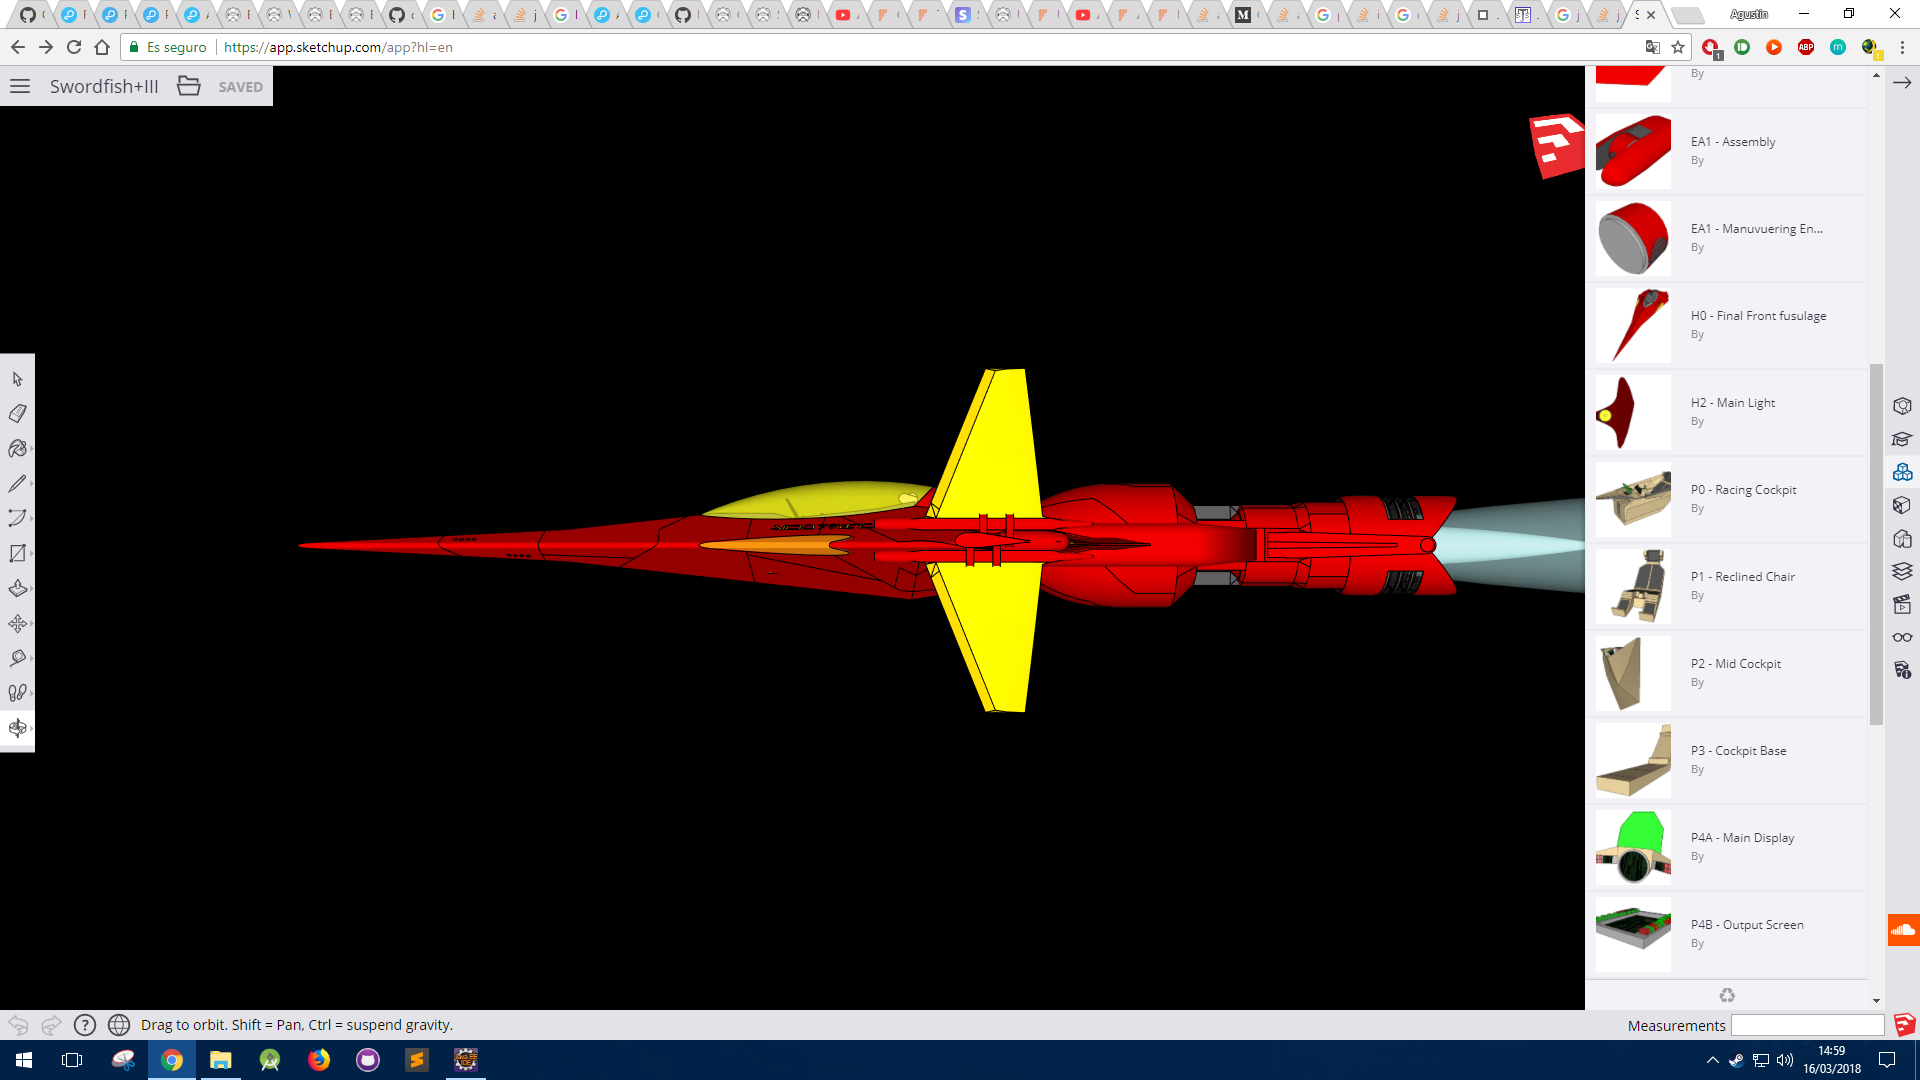 Agustin
Es seguro
https://app.sketchup.com/app?hl=en
ABP
m
1
Swordfish+III
SAVED
By
EA1 - Assembly
By
EA1 - Manuvuering En...
By
H0 - Final Front fusulage
By
H2 - Main Light
By
P0 - Racing Cockpit
By
P1 - Reclined Chair
By
P2 - Mid Cockpit
By
P3 - Cockpit Base
By
P4A - Main Display
By
P4B - Output Screen
By
Drag to orbit. Shift = Pan, Ctrl = suspend gravity.
Measurements
14:59
16/03/2018